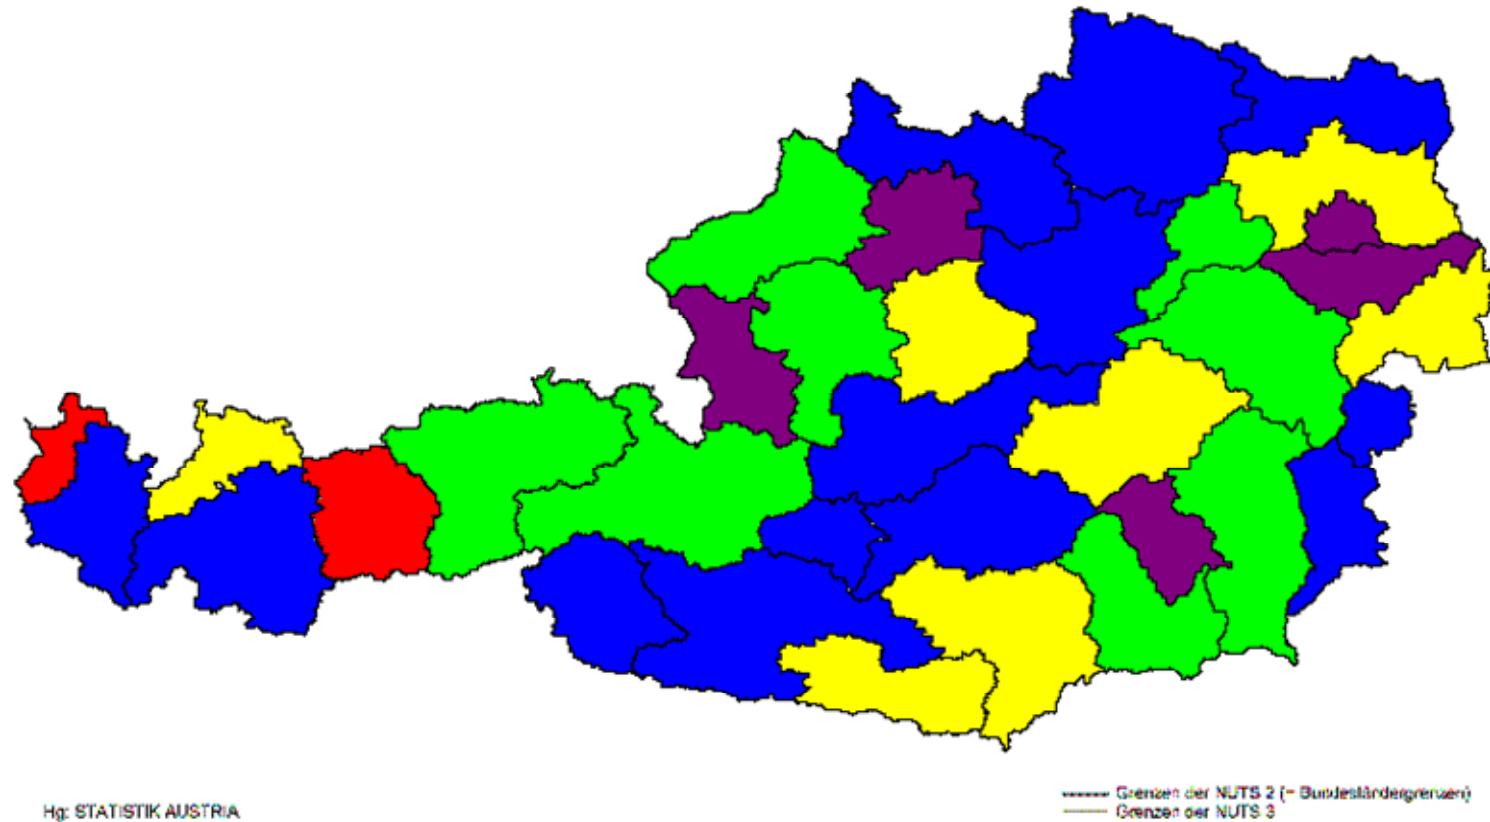 Hg: STATISTIK AUSTRIA
Grenzen der NUTS 2 (= Bundesländergrenzen)
Grenzen der NUTS 3